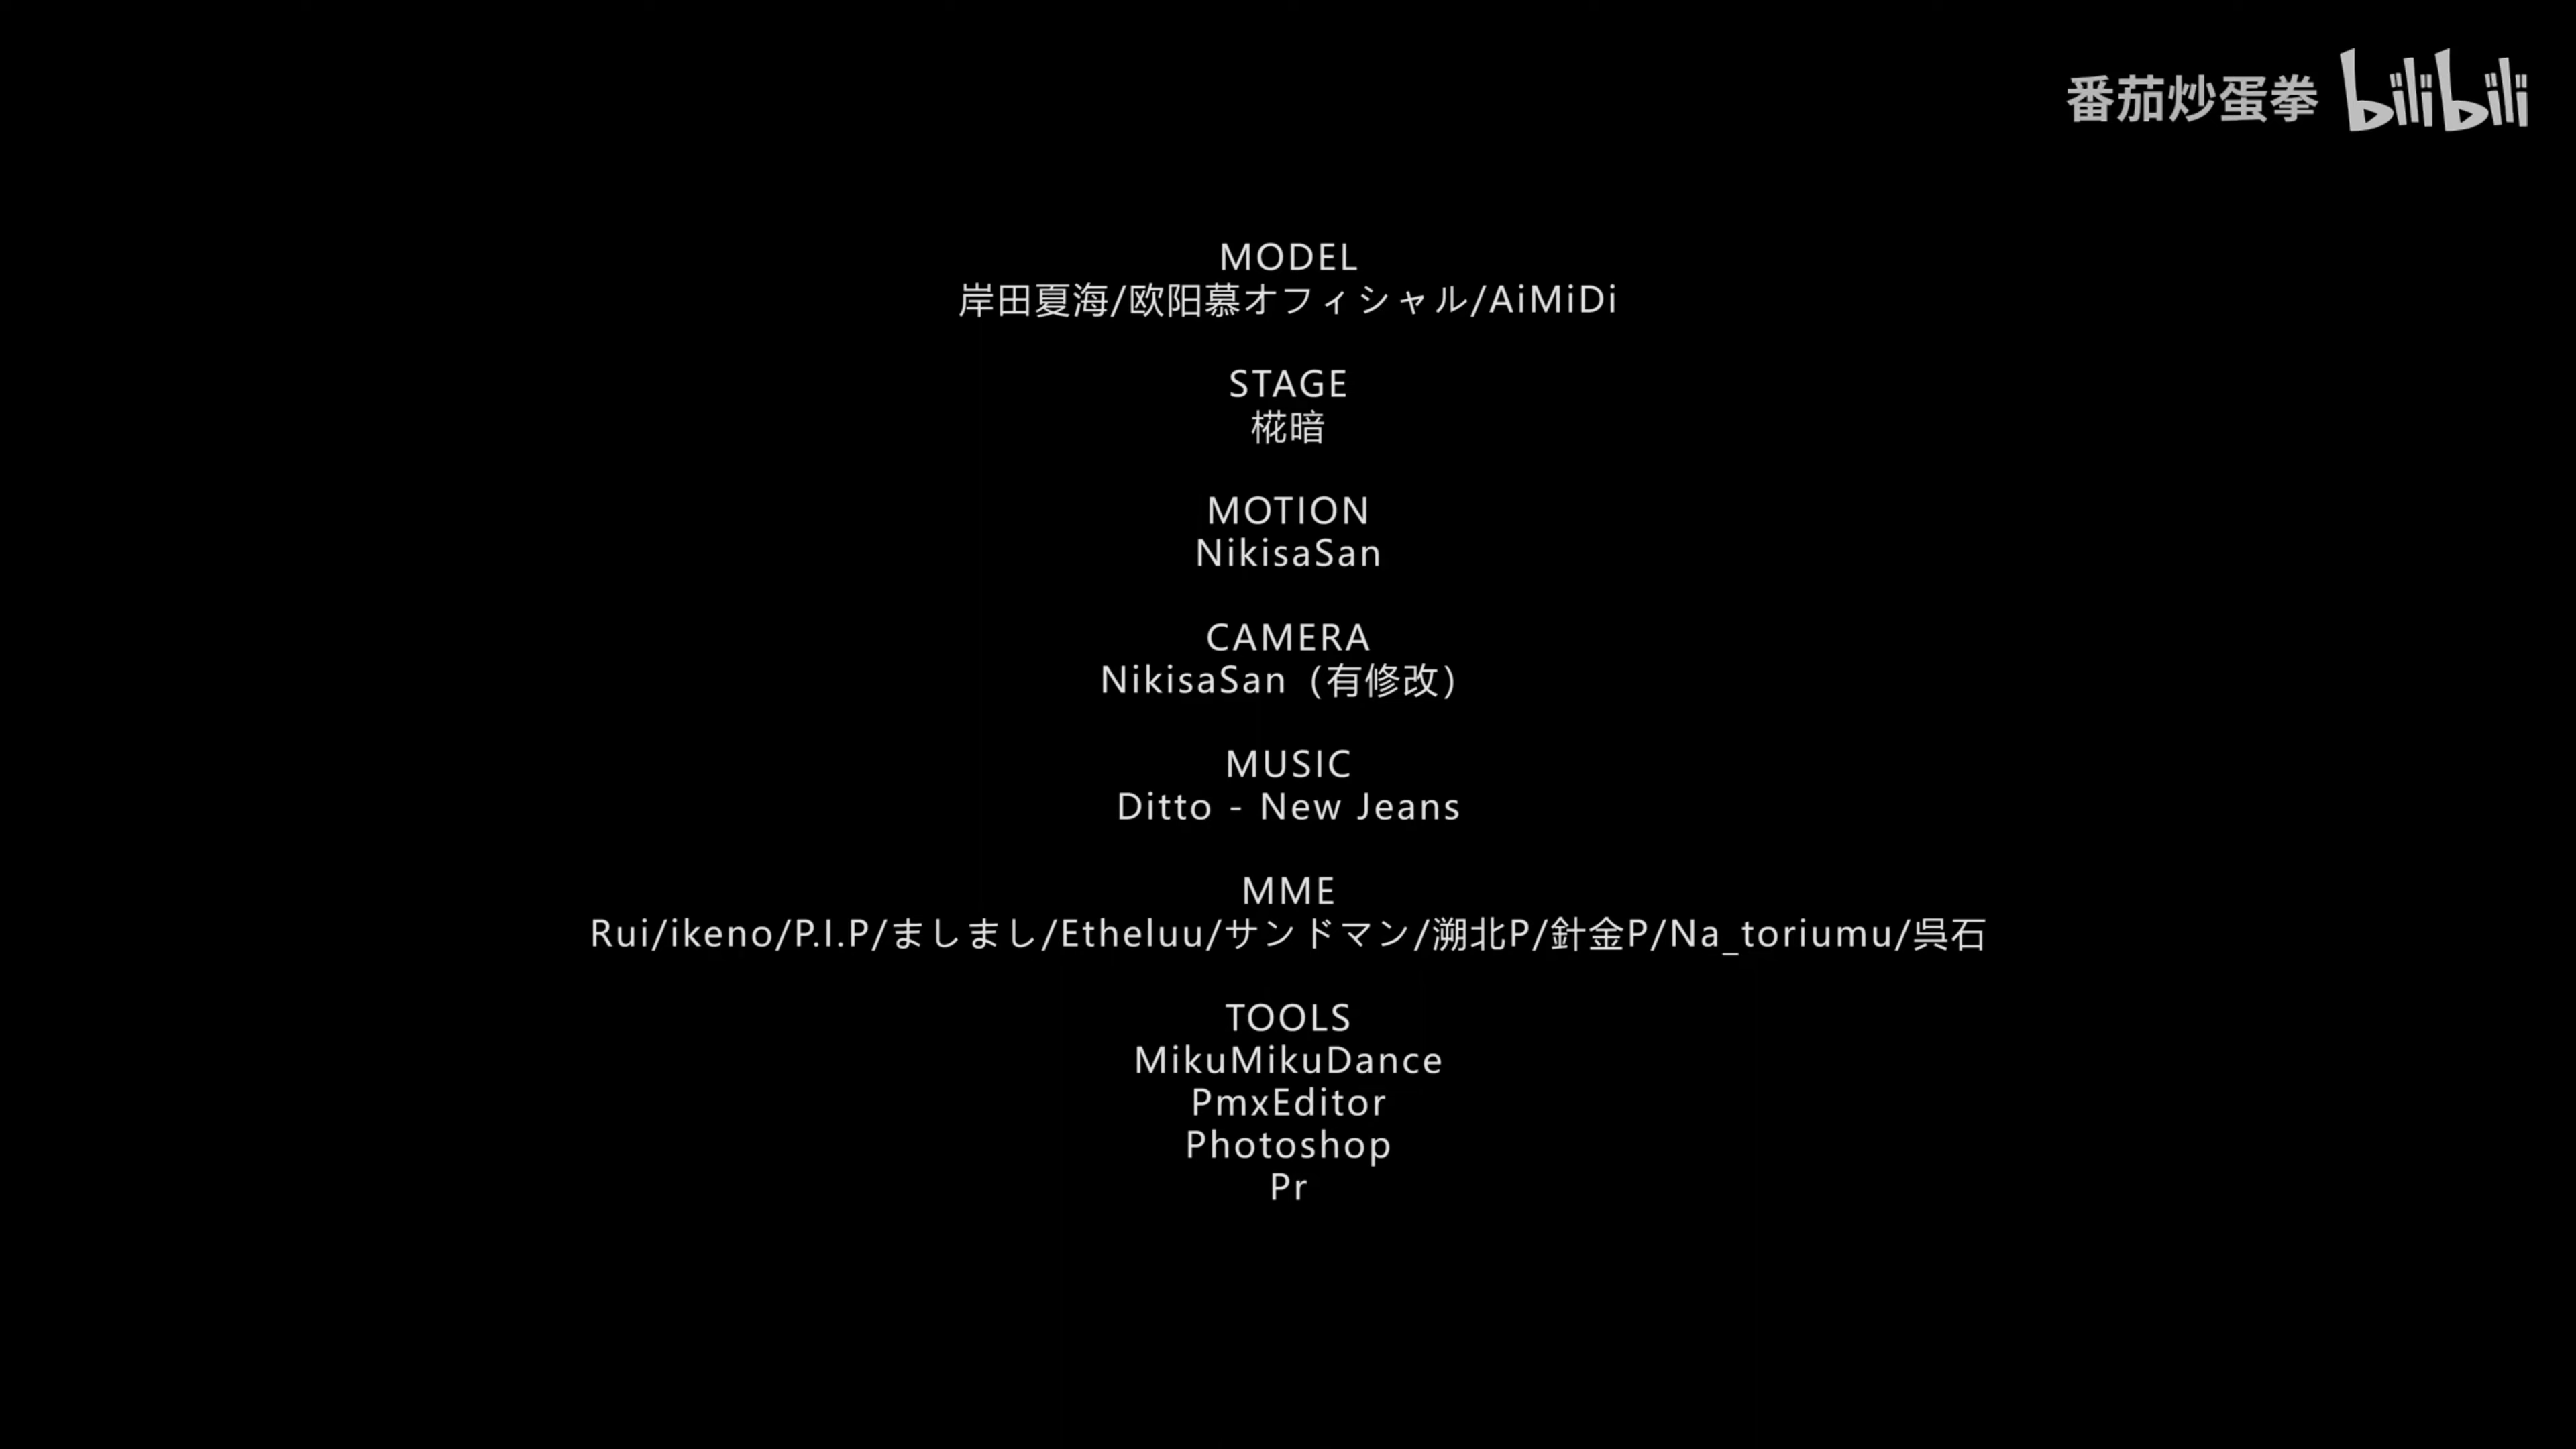 番茄炒蛋拳 bilibili
MODEL
岸田夏海/欧阳慕オフィシャル/AiMiDi
STAGE
椛暗
MOTION
NikisaSan
CAMERA
NikisaSan（有修改）
MUSIC
Ditto - New Jeans
MME
Rui/ikeno/P.I.P/ましまし/Etheluu/サンドマン/溯北P/針金P/Na_toriumu/呉石
TOOLS
MikuMikuDance
PmxEditor
Photoshop
Pr